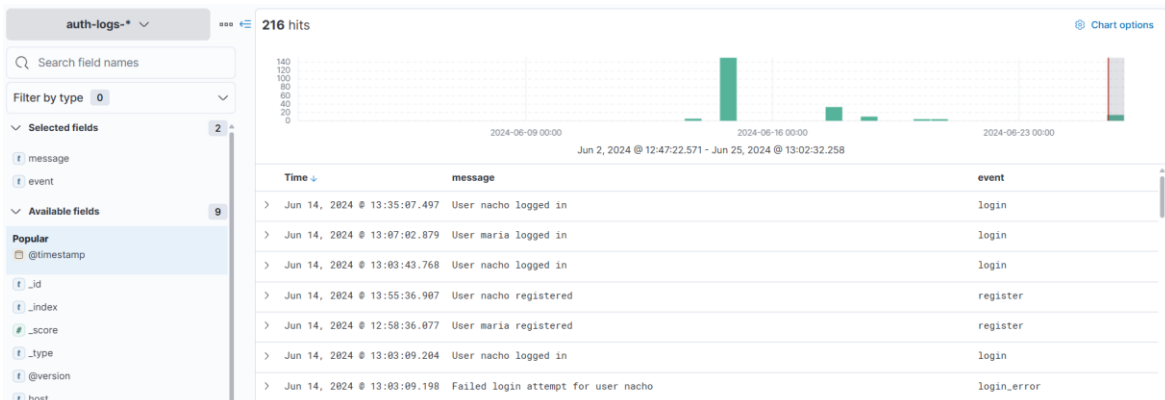 auth-logs-*
216 hits
Chart options
Search field names
Filter by type 0
Selected fields 2
message
event
Available fields 9
Popular
@timestamp
_id
_index
_score
_type
@version
host
140
120
100
80
60
40
20
0
2024-06-09 00:00
2024-06-16 00:00
2024-06-23 00:00
Jun 2, 2024 @ 12:47:22.571 - Jun 25, 2024 @ 13:02:32.258
Time message event
Jun 14, 2024 @ 13:35:07.497 User nacho logged in login
Jun 14, 2024 @ 13:07:02.879 User maria logged in login
Jun 14, 2024 @ 13:03:43.768 User nacho logged in login
Jun 14, 2024 @ 13:55:36.907 User nacho registered register
Jun 14, 2024 @ 12:58:36.077 User maria registered register
Jun 14, 2024 @ 13:03:09.204 User nacho logged in login
Jun 14, 2024 @ 13:03:09.198 Failed login attempt for user nacho login_error